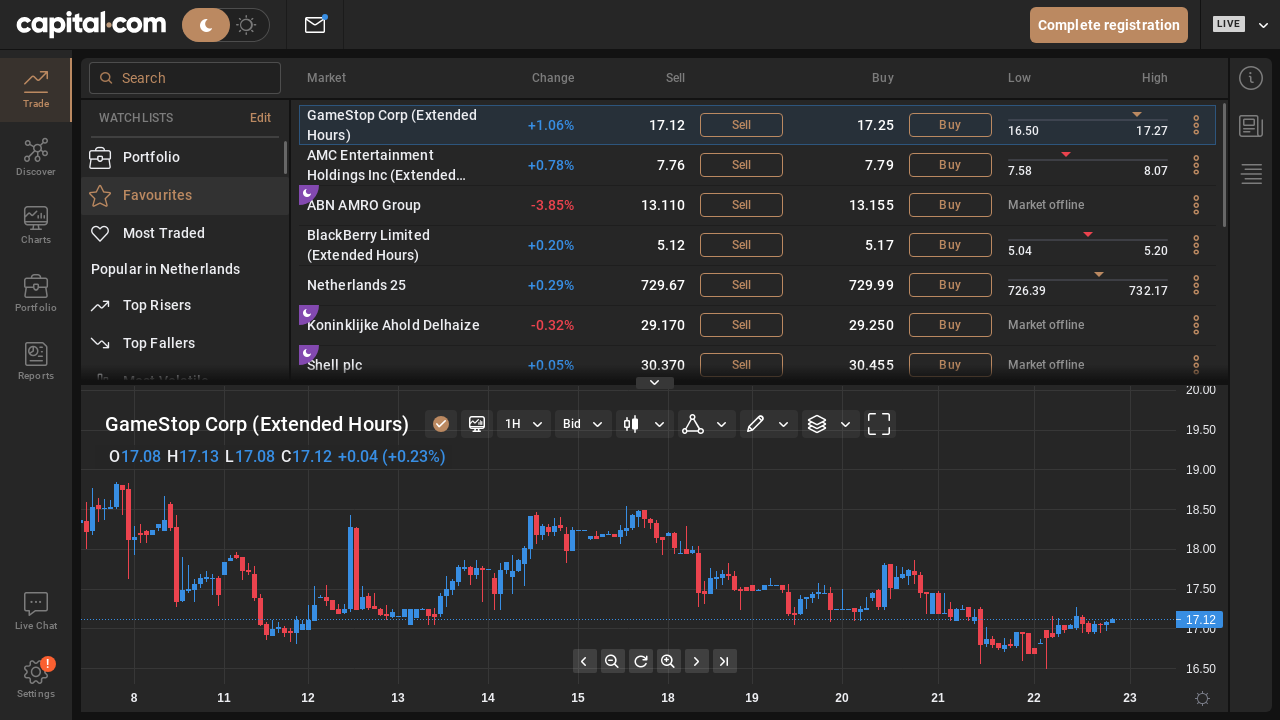 capital.com
Complete registration
LIVE
Trade
Discover
Charts
Portfolio
Reports
Live Chat
Settings
!
Search
WATCHLISTS
Edit
Portfolio
Favourites
Most Traded
Popular in Netherlands
Top Risers
Top Fallers
Most Volatile
Market Change Sell Buy Low High
GameStop Corp (Extended
Hours)
+1.06% 17.12 Sell 17.25 Buy 16.50 17.27
AMC Entertainment
Holdings Inc (Extended...
+0.78% 7.76 Sell 7.79 Buy 7.58 8.07
ABN AMRO Group -3.85% 13.110 Sell 13.155 Buy Market offline
BlackBerry Limited
(Extended Hours)
+0.20% 5.12 Sell 5.17 Buy 5.04 5.20
Netherlands 25 +0.29% 729.67 Sell 729.99 Buy 726.39 732.17
Koninklijke Ahold Delhaize -0.32% 29.170 Sell 29.250 Buy Market offline
Shell plc +0.05% 30.370 Sell 30.455 Buy Market offline
GameStop Corp (Extended Hours) 1H Bid
O17.08 H17.13 L17.08 C17.12 +0.04 (+0.23%)
20.00
19.50
19.00
18.50
18.00
17.50
17.12
17.00
16.50
8 11 12 13 14 15 18 19 20 21 22 23